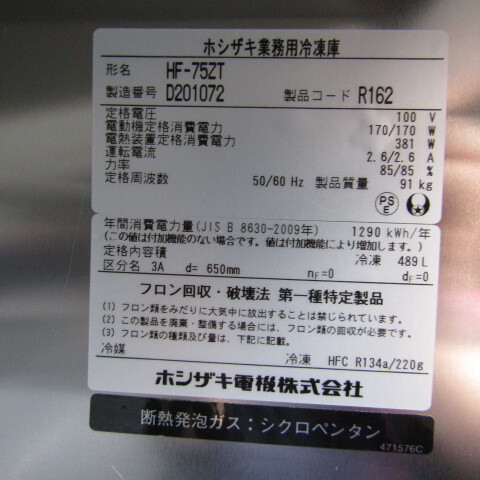 ホシザキ業務用冷凍庫
形名 HF-75ZT
製造番号 D201072 製品コード R162
定格電圧 100 V
電動機定格消費電力 170/170 W
電熱装置定格消費電力 381 W
運転電流 2.6/2.6 A
力率 85/85 %
定格周波数 50/60 Hz 製品質量 91 kg
PS
E
年間消費電力量(JIS B 8630-2009年) 1290 kWh/年
(この値は付加機能のない場合です。値は付加機能により増加します。)
定格内容積 冷凍 489 L
区分名 3A d= 650mm nF=0 dF=0
フロン回収・破壊法 第一種特定製品
(1) フロン類をみだりに大気中に放出することは禁じられています。
(2) この製品を廃棄・整備する場合には、フロン類の回収が必要です。
(3) フロン類の種類及び量は、下記に記載。
冷媒 冷凍 HFC R134a/220g
ホシザキ電機株式会社
断熱発泡ガス:シクロペンタン
471576C